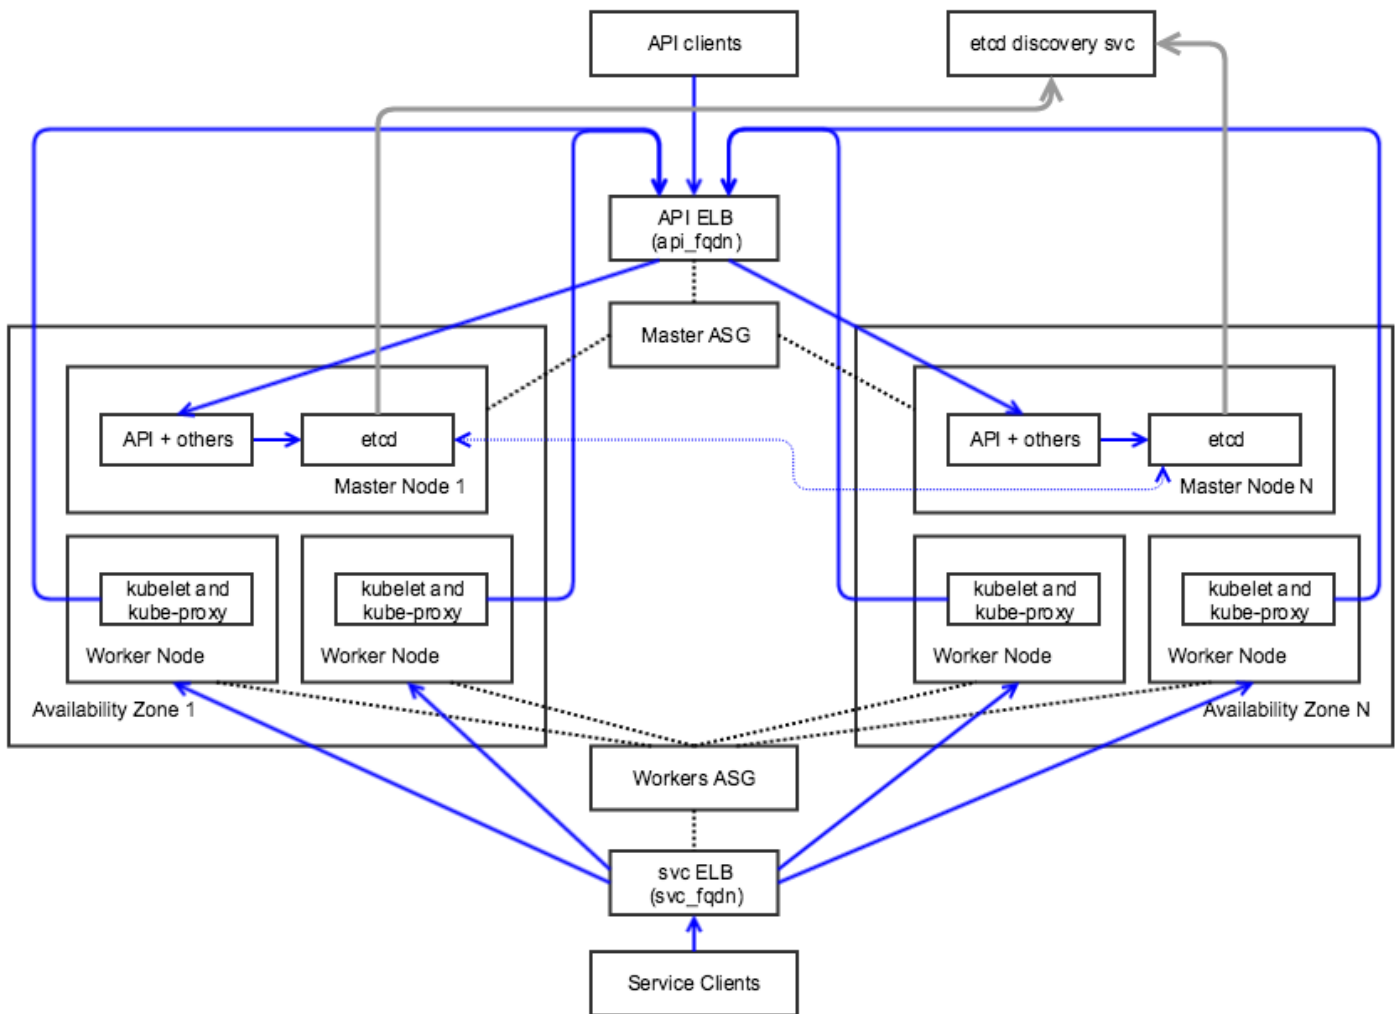 API clients
etcd discovery svc
API ELB
(api_fqdn)
Master ASG
API + others
etcd
Master Node 1
API + others
etcd
Master Node N
kubelet and
kube-proxy
Worker Node
kubelet and
kube-proxy
Worker Node
Availability Zone 1
kubelet and
kube-proxy
Worker Node
kubelet and
kube-proxy
Worker Node
Availability Zone N
Workers ASG
svc ELB
(svc_fqdn)
Service Clients